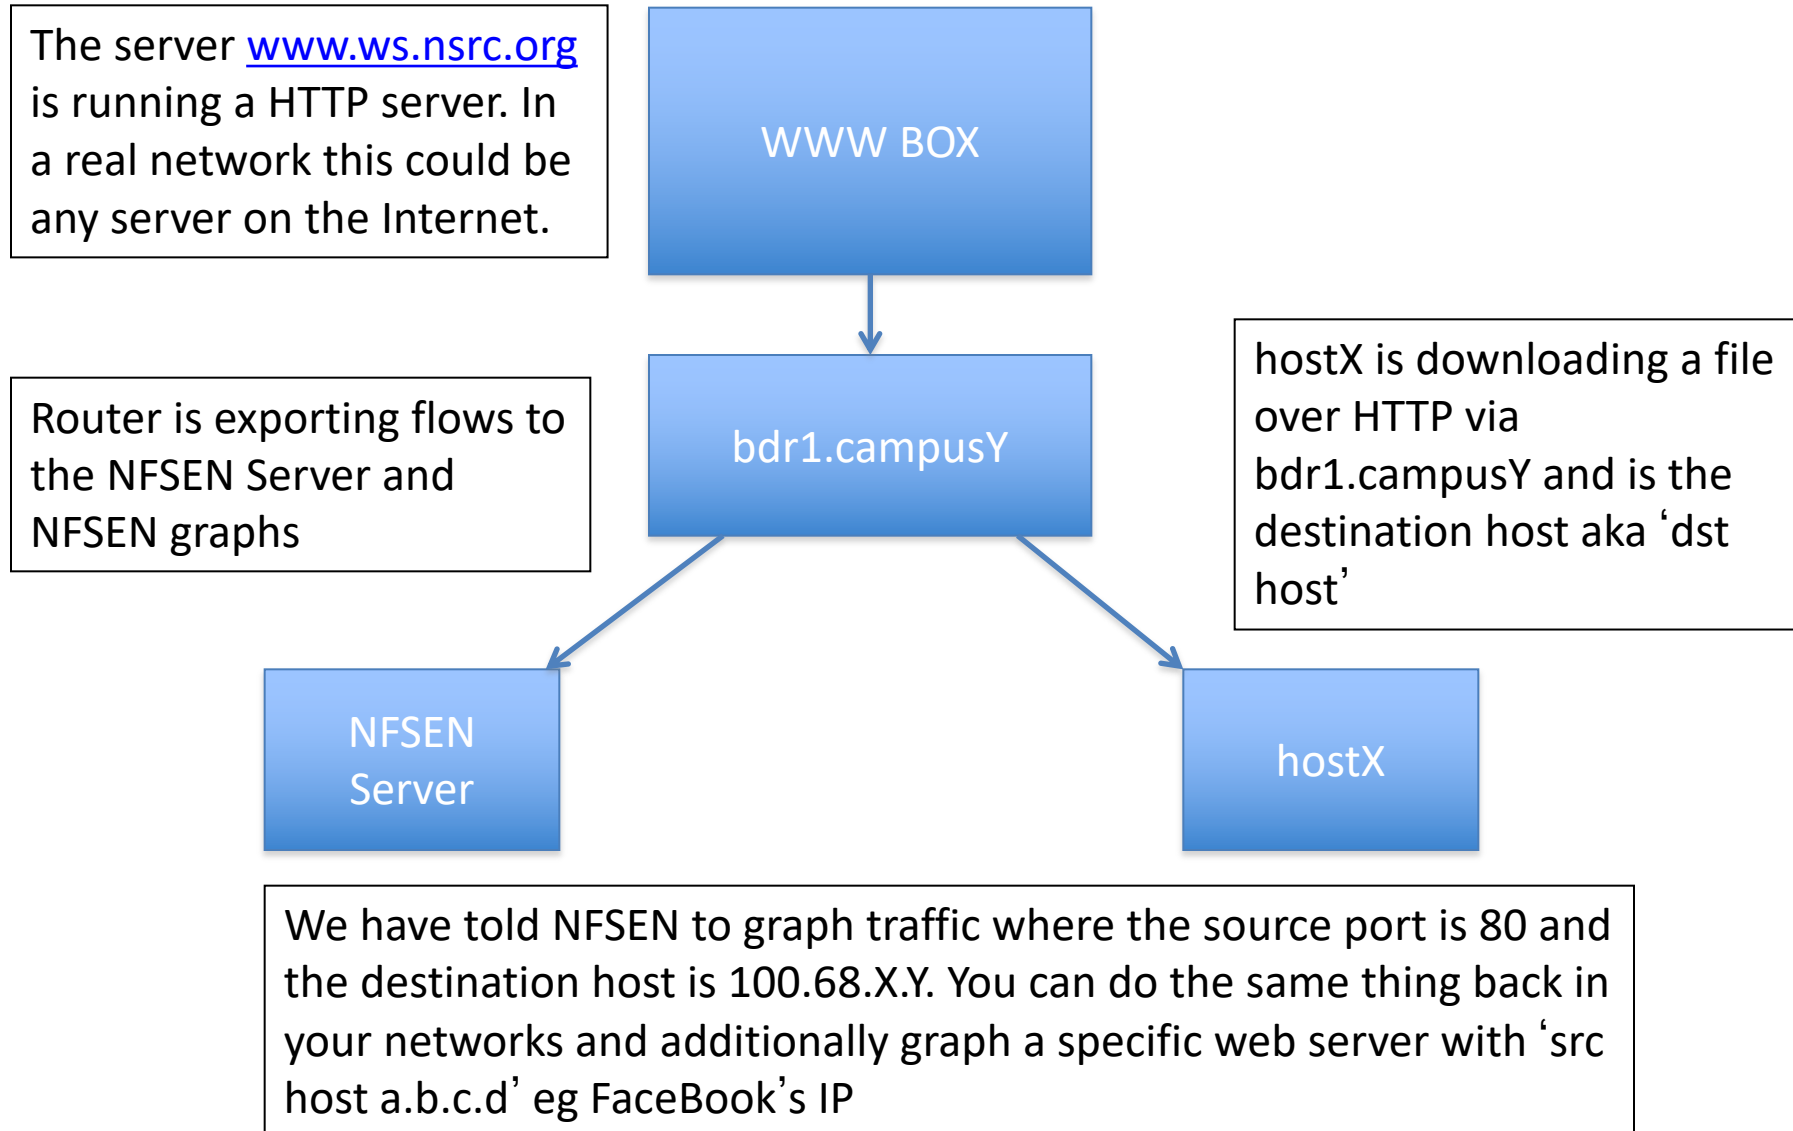 The server www.ws.nsrc.org
is running a HTTP server. In
a real network this could be
any server on the Internet.
WWW BOX
Router is exporting flows to
the NFSEN Server and
NFSEN graphs
bdr1.campusY
hostX is downloading a file
over HTTP via
bdr1.campusY and is the
destination host aka ‘dst
host’
NFSEN
Server
hostX
We have told NFSEN to graph traffic where the source port is 80 and
the destination host is 100.68.X.Y. You can do the same thing back in
your networks and additionally graph a specific web server with ‘src
host a.b.c.d’ eg FaceBook’s IP